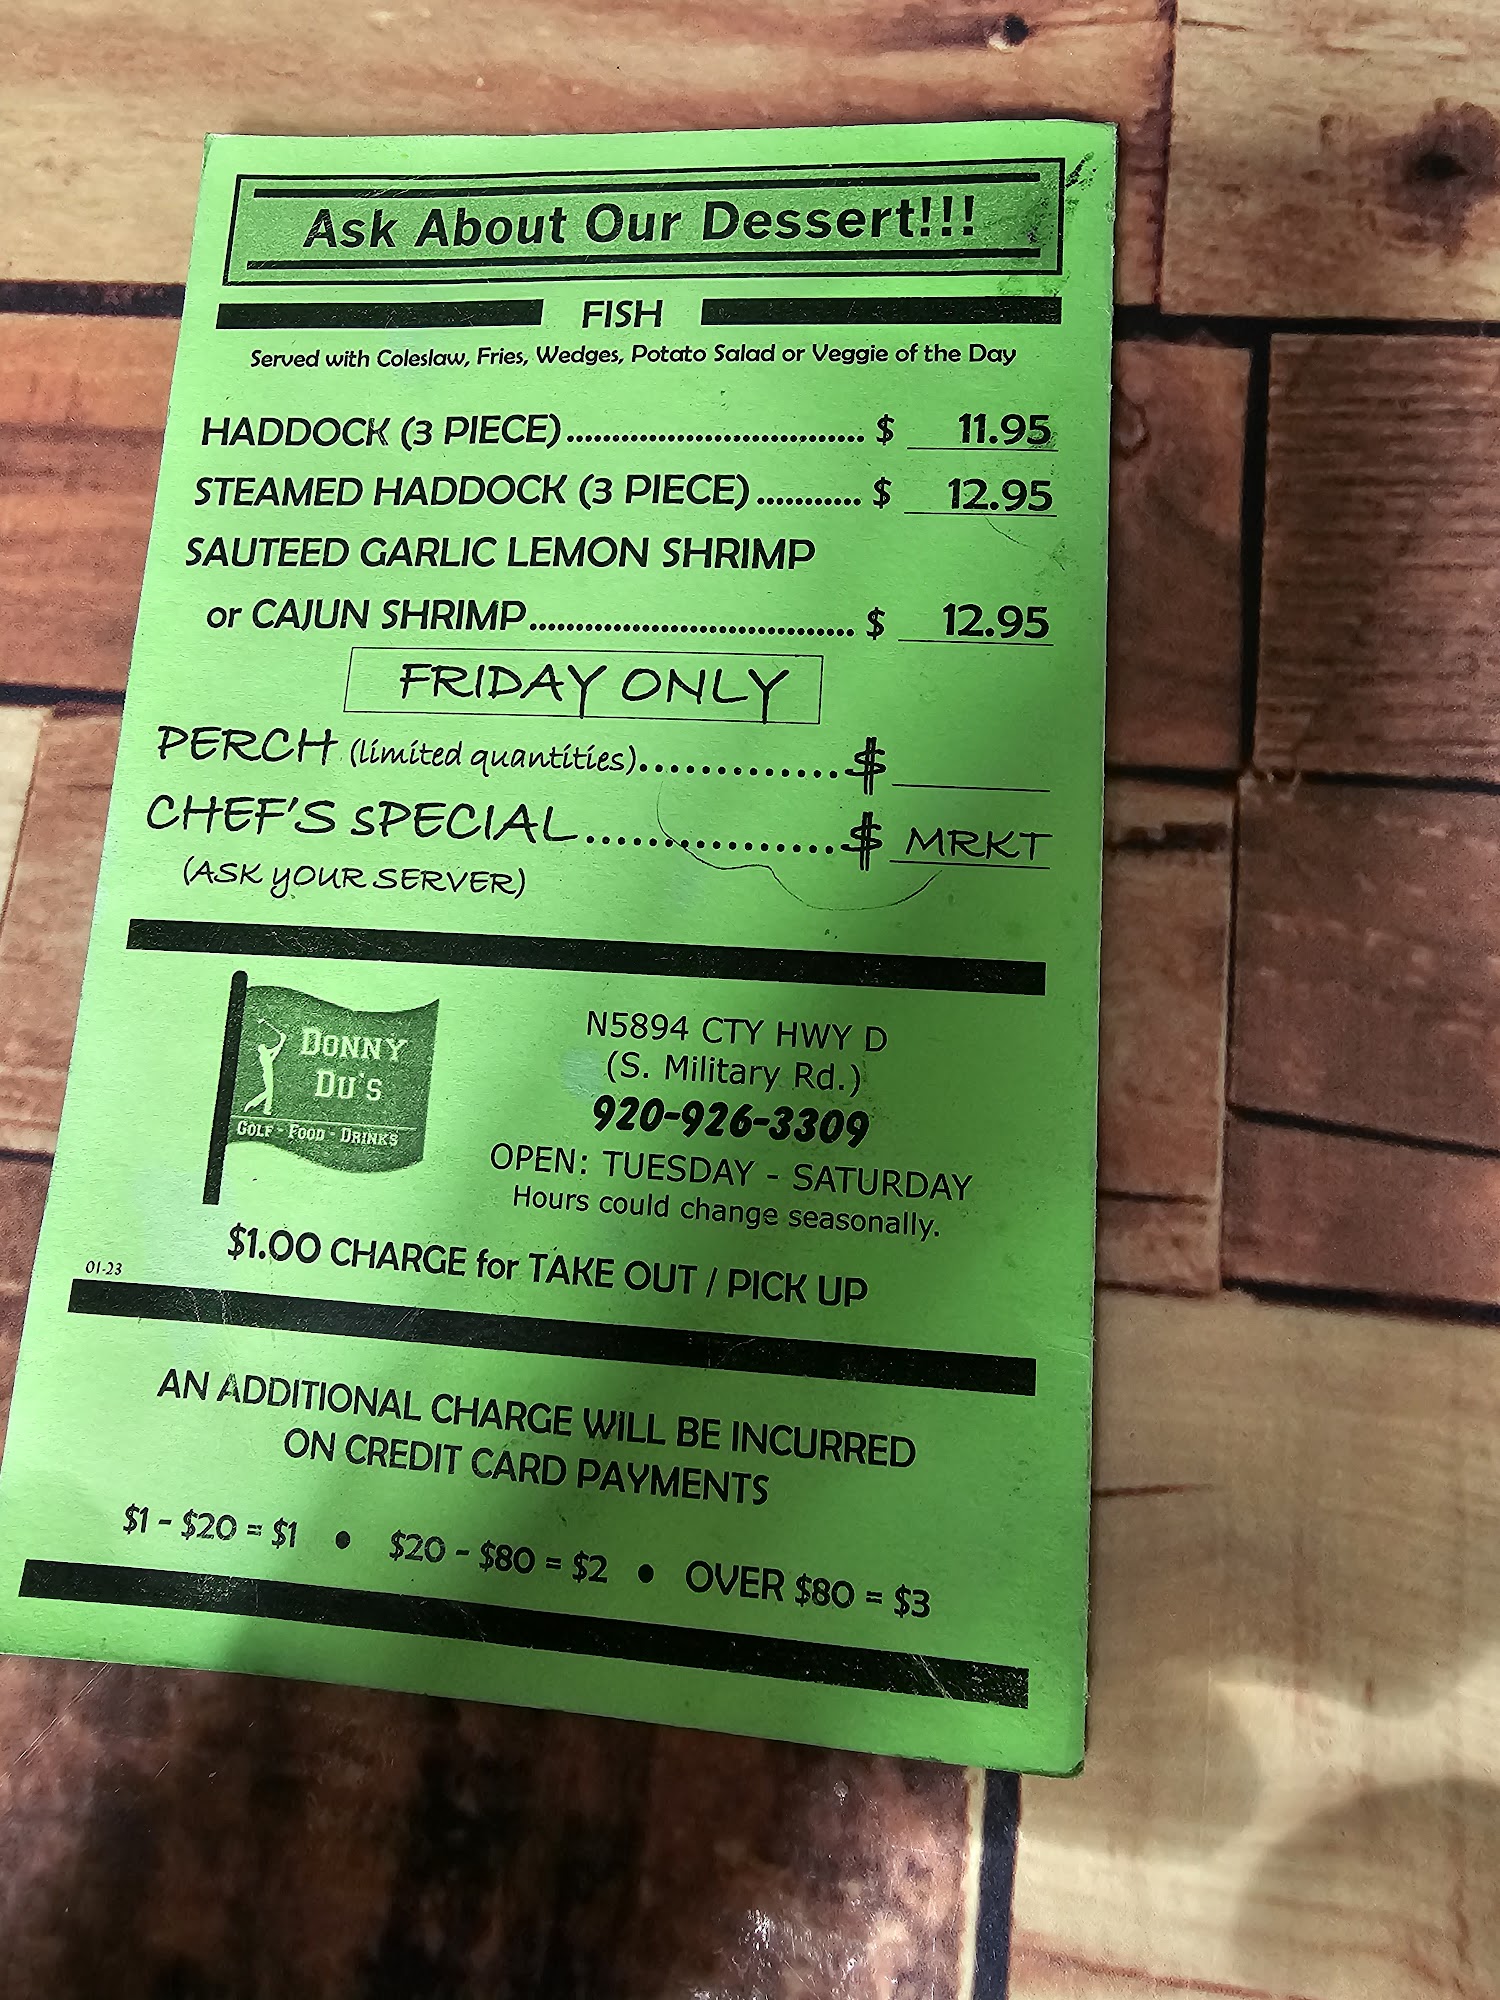 Ask About Our Dessert!!!
FISH
Served with Coleslaw, Fries, Wedges, Potato Salad or Veggie of the Day
HADDOCK (3 PIECE)................................ $ 11.95
STEAMED HADDOCK (3 PIECE)........... $ 12.95
SAUTEED GARLIC LEMON SHRIMP
or CAJUN SHRIMP................................... $ 12.95
FRIDAY ONLY
PERCH (limited quantities).............$
CHEF'S SPECIAL................$ MRKT
(ASK YOUR SERVER)
DONNY
DU'S
GOLF - FOOD - DRINKS
N5894 CTY HWY D
(S. Military Rd.)
920-926-3309
OPEN: TUESDAY - SATURDAY
Hours could change seasonally.
$1.00 CHARGE for TAKE OUT / PICK UP
01-23
AN ADDITIONAL CHARGE WILL BE INCURRED
ON CREDIT CARD PAYMENTS
$1 - $20 = $1 • $20 - $80 = $2 • OVER $80 = $3